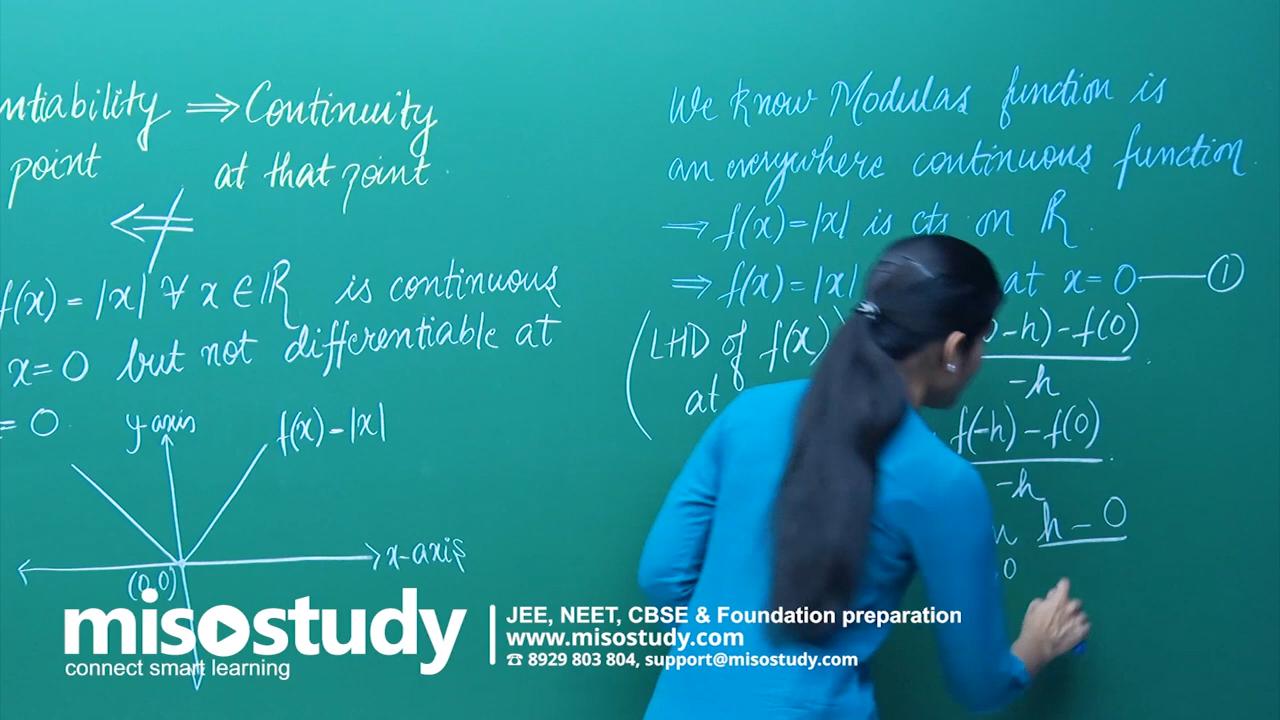 ntiability ⟹ Continuity
point at that point.
⇍
f(x) = |x| ∀ x ∈ ℝ is continuous
x=0 but not differentiable at
= 0.
y axis
f(x) = |x|
x-axis
(0,0)
We know Modulas function is
an everywhere continuous function.
⟹ f(x)=|x| is cts on ℝ.
⟹ f(x)=|x| at x=0 — ①
(LHD of f(x)) -h) - f(0)
at -h
f(-h) - f(0)
-h
h - 0
0
misostudy
connect smart learning
JEE, NEET, CBSE & Foundation preparation
www.misostudy.com
☎ 8929 803 804, support@misostudy.com